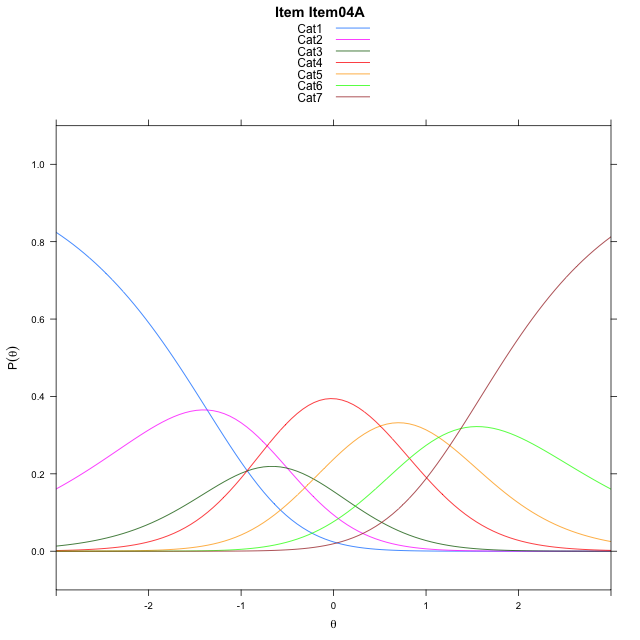 Item Item04A
Cat1
Cat2
Cat3
Cat4
Cat5
Cat6
Cat7
1.0
0.8
0.6
0.4
0.2
0.0
P(θ)
-2 -1 0 1 2
θ